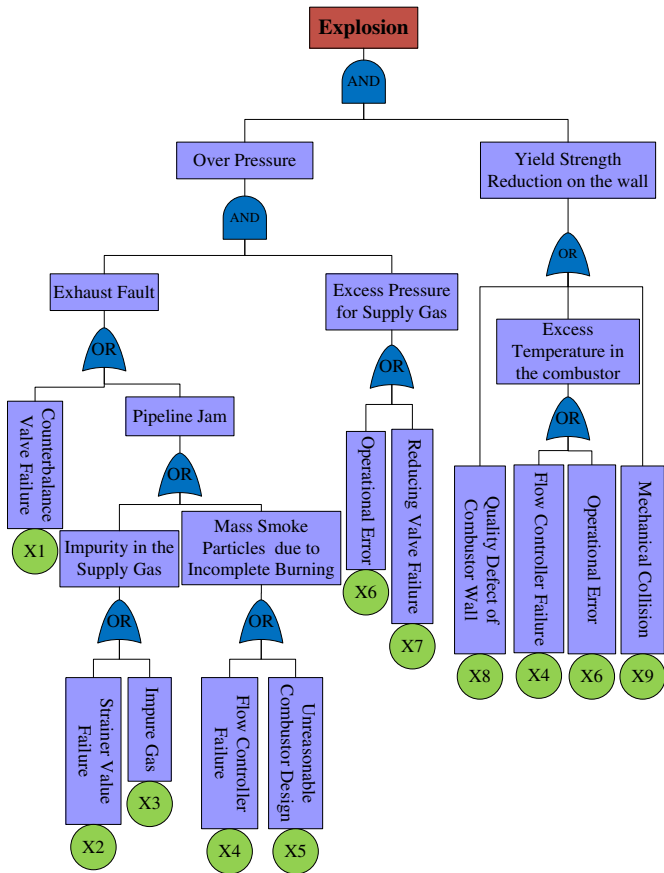 Explosion
AND
Over Pressure
Yield Strength
Reduction on the wall
AND
OR
Exhaust Fault
Excess Pressure
for Supply Gas
Excess
Temperature in
the combustor
OR
OR
OR
Counterbalance
Valve Failure
Pipeline Jam
Operational Error
Reducing Valve Failure
Quality Defect of
Combustor Wall
Flow Controller Failure
Operational Error
Mechanical Collision
OR
X1
Impurity in the
Supply Gas
Mass Smoke
Particles due to
Incomplete Burning
X6
X7
X8
X4
X6
X9
OR
OR
Strainer Value
Failure
Impure Gas
Flow Controller
Failure
Unreasonable
Combustor Design
X3
X2
X4
X5